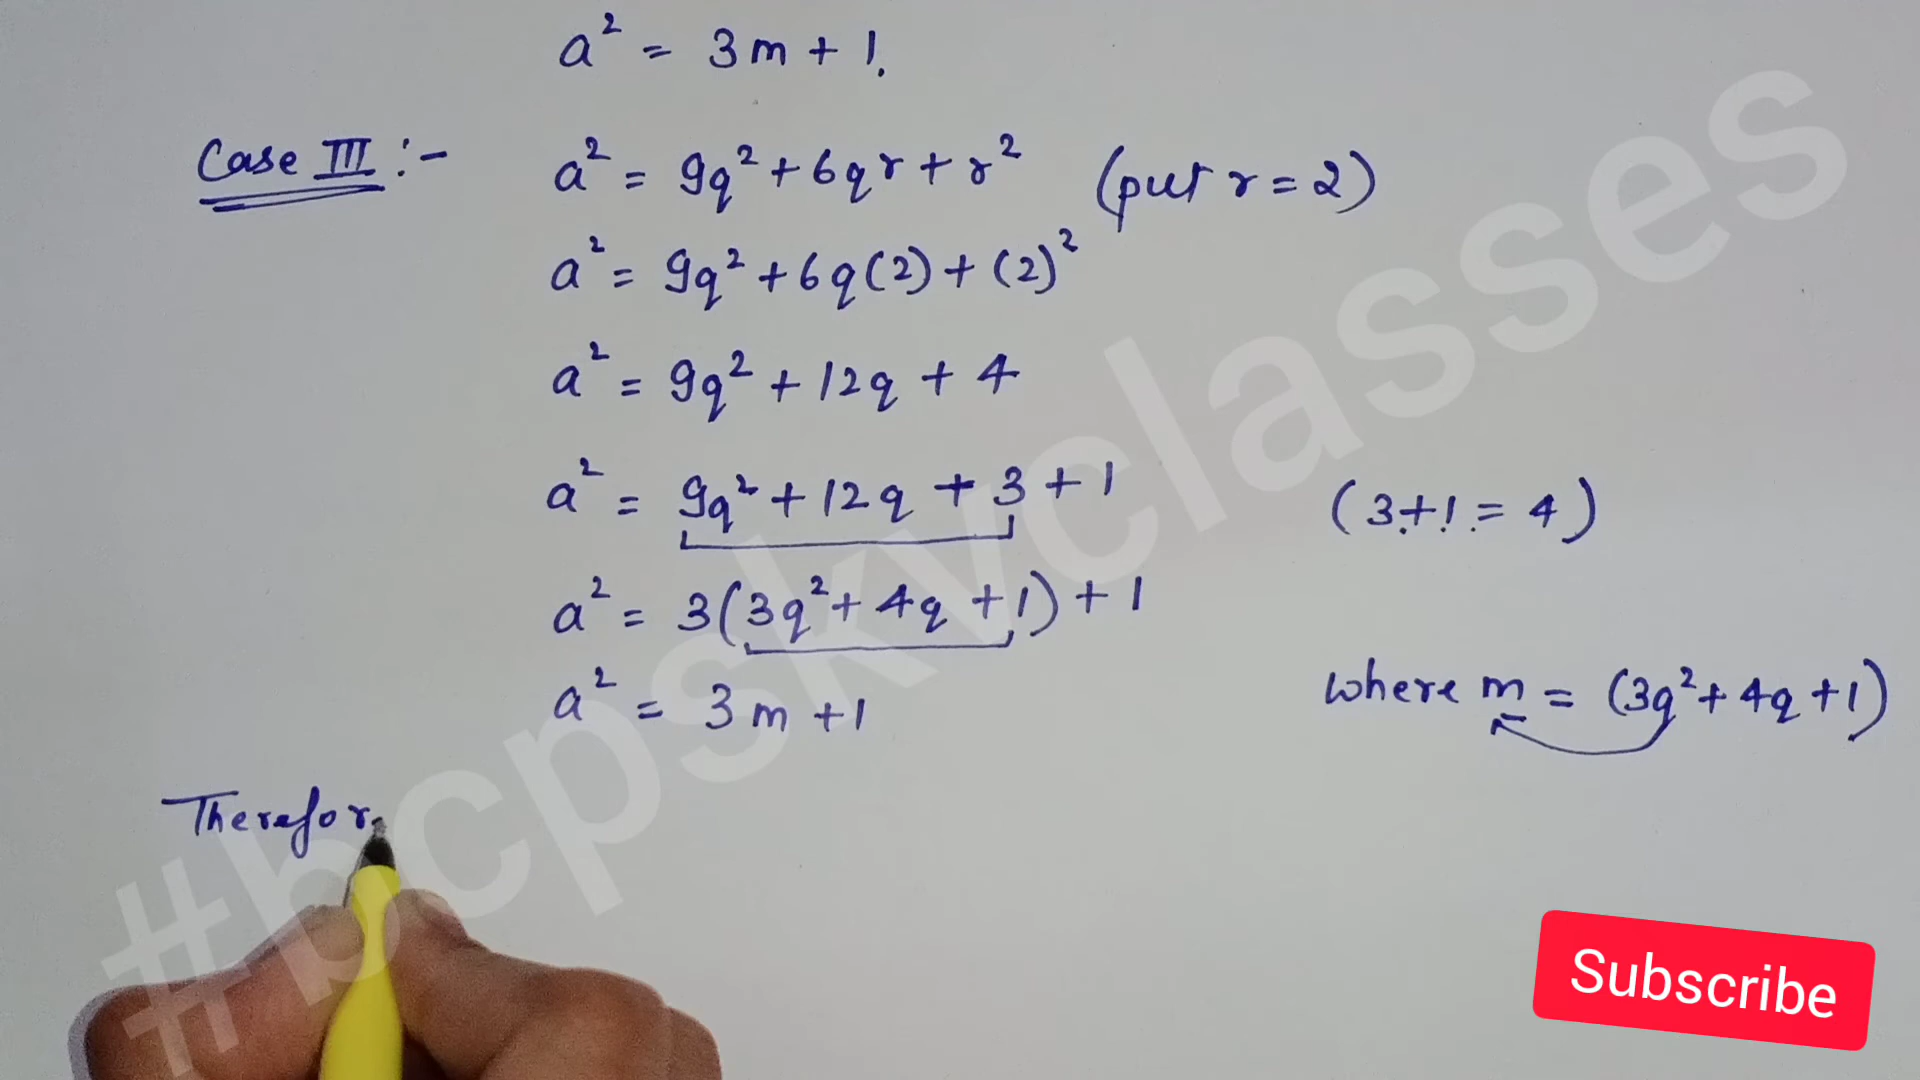 a² = 3m + 1.
Case III :- a² = 9q² + 6qr + r² (put r = 2)
a² = 9q² + 6q(2) + (2)²
a² = 9q² + 12q + 4
a² = 9q² + 12q + 3 + 1 (3+1 = 4)
a² = 3(3q² + 4q + 1) + 1
a² = 3m + 1 where m = (3q² + 4q + 1)
Therefor
#bcpskvclasses
Subscribe